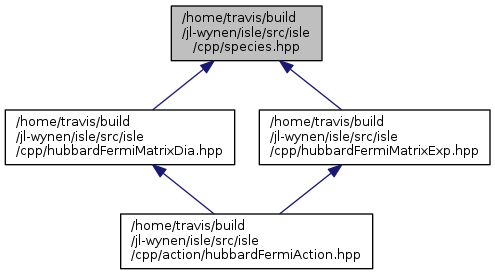 /home/travis/build
/jl-wynen/isle/src/isle
/cpp/species.hpp
/home/travis/build
/jl-wynen/isle/src/isle
/cpp/hubbardFermiMatrixDia.hpp
/home/travis/build
/jl-wynen/isle/src/isle
/cpp/hubbardFermiMatrixExp.hpp
/home/travis/build
/jl-wynen/isle/src/isle
/cpp/action/hubbardFermiAction.hpp